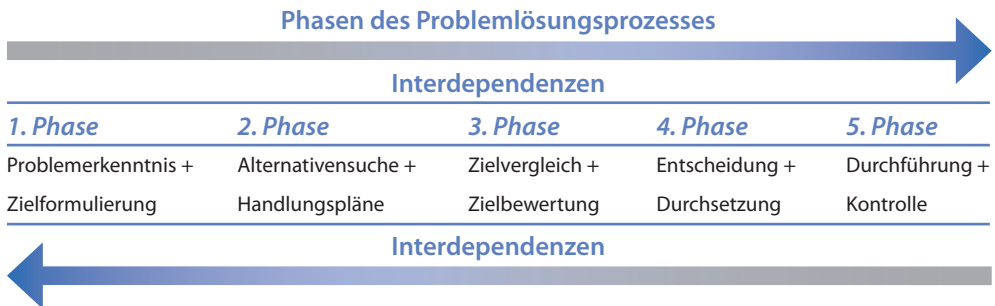 Phasen des Problemlösungsprozesses
Interdependenzen
1. Phase 2. Phase 3. Phase 4. Phase 5. Phase
Problemerkenntnis + Alternativensuche + Zielvergleich + Entscheidung + Durchführung +
Zielformulierung Handlungspläne Zielbewertung Durchsetzung Kontrolle
Interdependenzen